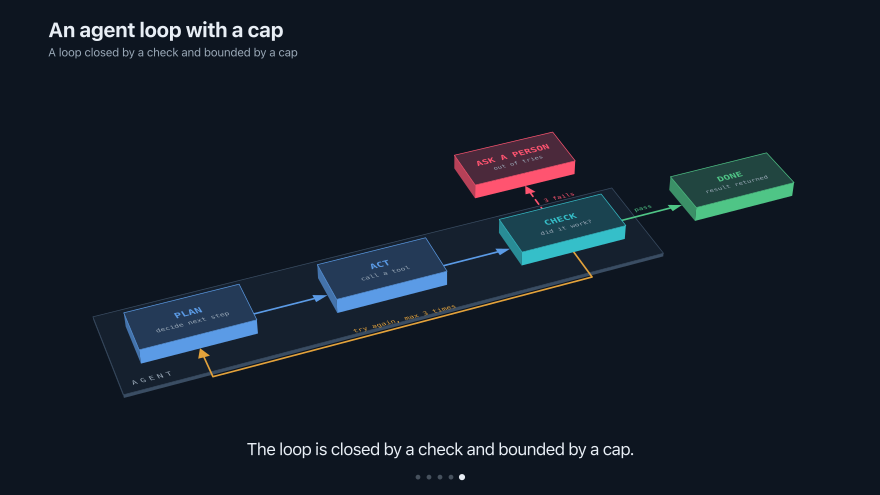 An agent loop with a cap
A loop closed by a check and bounded by a cap
ASK A PERSON
out of tries
3 fails
DONE
result returned
pass
CHECK
did it work?
ACT
call a tool
PLAN
decide next step
try again, max 3 times
AGENT
The loop is closed by a check and bounded by a cap.